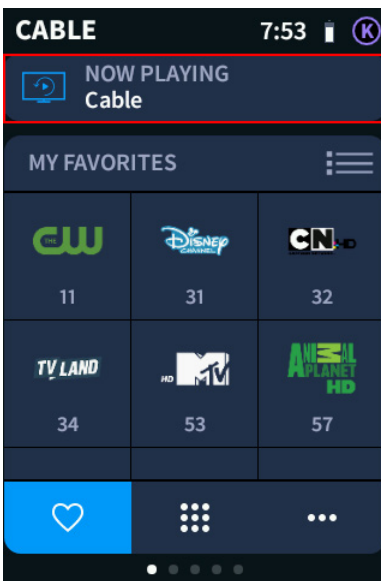 CABLE 7:53 K
NOW PLAYING
Cable
MY FAVORITES
THE CW
DISNEY CHANNEL
CN HD
11 31 32
TV LAND
HD MTV
ANIMAL PLANET HD
34 53 57